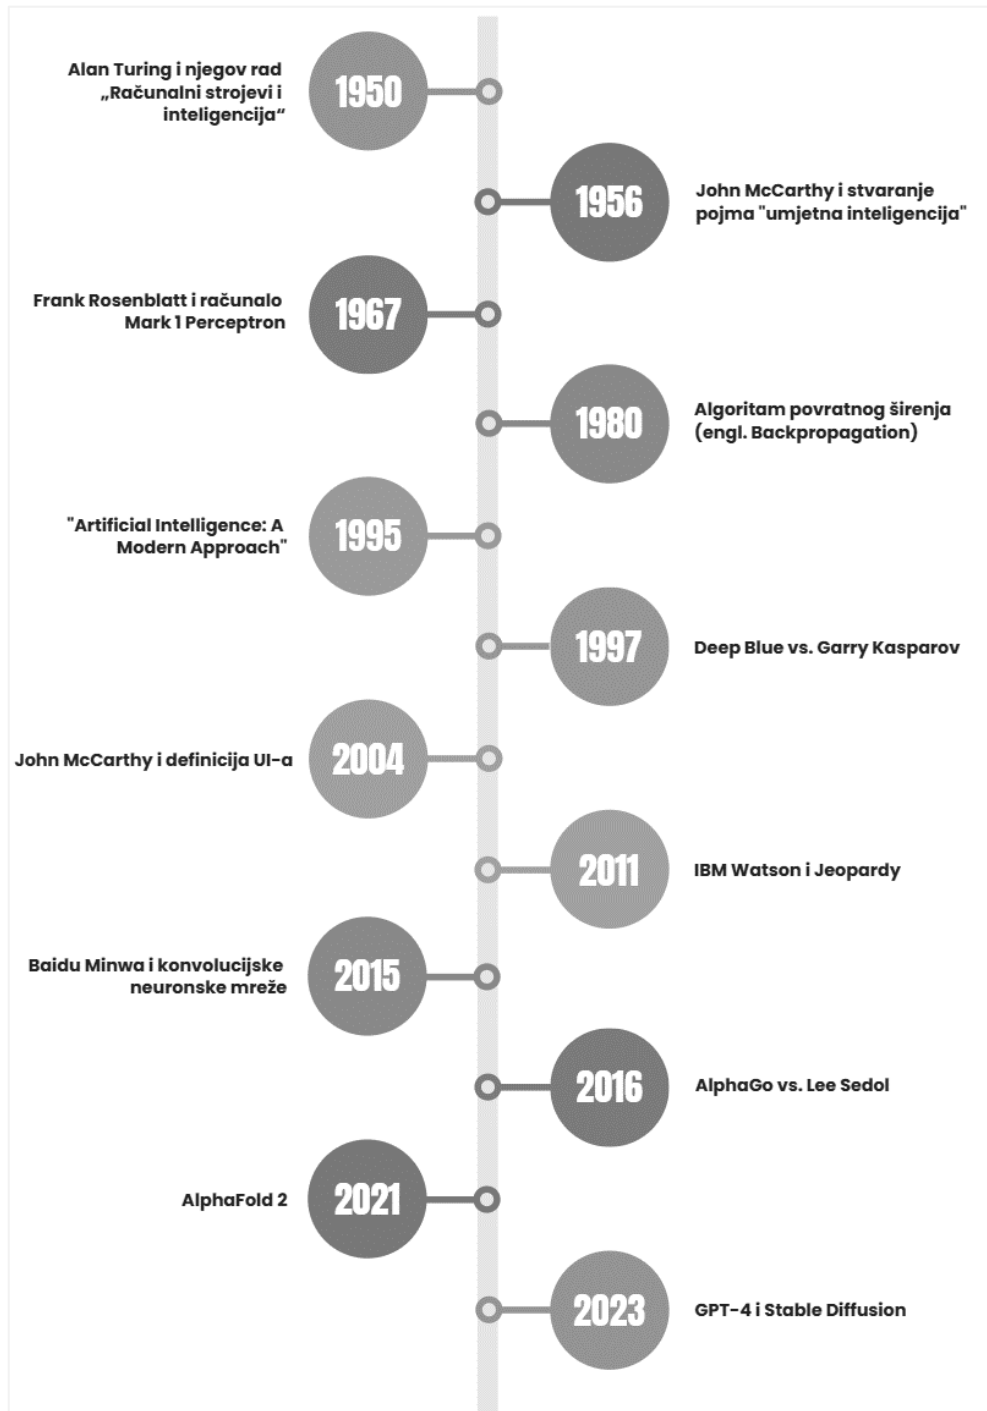 Alan Turing i njegov rad
„Računalni strojevi i
inteligencija“
1950
1956
John McCarthy i stvaranje
pojma "umjetna inteligencija"
Frank Rosenblatt i računalo
Mark 1 Perceptron
1967
1980
Algoritam povratnog širenja
(engl. Backpropagation)
"Artificial Intelligence: A
Modern Approach"
1995
1997
Deep Blue vs. Garry Kasparov
John McCarthy i definicija UI-a
2004
2011
IBM Watson i Jeopardy
Baidu Minwa i konvolucijske
neuronske mreže
2015
2016
AlphaGo vs. Lee Sedol
AlphaFold 2
2021
2023
GPT-4 i Stable Diffusion